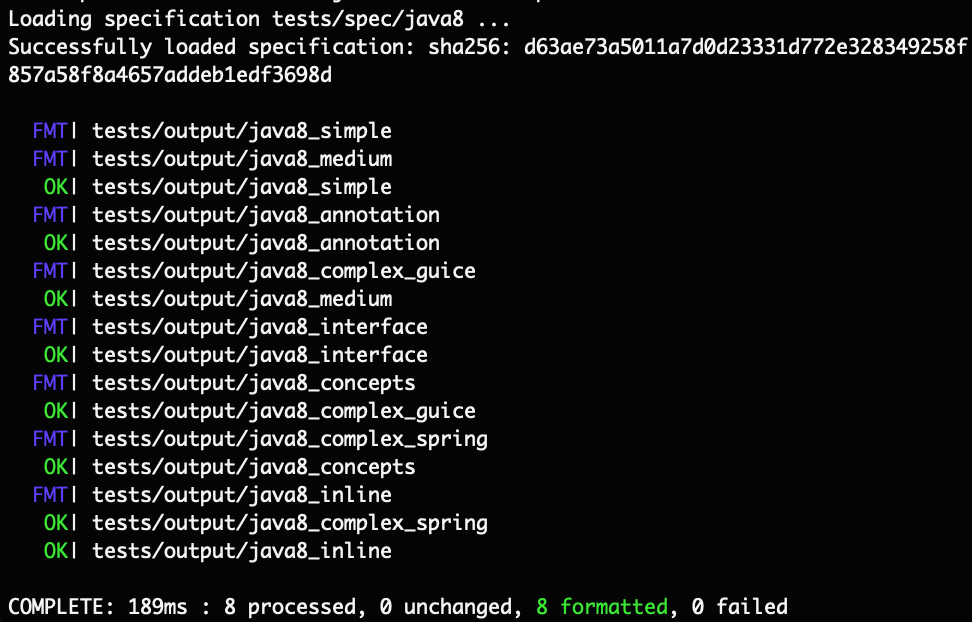 Loading specification tests/spec/java8 ...
Successfully loaded specification: sha256: d63ae73a5011a7d0d23331d772e328349258f
857a58f8a4657addeb1edf3698d
FMT| tests/output/java8_simple
FMT| tests/output/java8_medium
OK| tests/output/java8_simple
FMT| tests/output/java8_annotation
OK| tests/output/java8_annotation
FMT| tests/output/java8_complex_guice
OK| tests/output/java8_medium
FMT| tests/output/java8_interface
OK| tests/output/java8_interface
FMT| tests/output/java8_concepts
OK| tests/output/java8_complex_guice
FMT| tests/output/java8_complex_spring
OK| tests/output/java8_concepts
FMT| tests/output/java8_inline
OK| tests/output/java8_complex_spring
OK| tests/output/java8_inline
COMPLETE: 189ms : 8 processed, 0 unchanged, 8 formatted, 0 failed